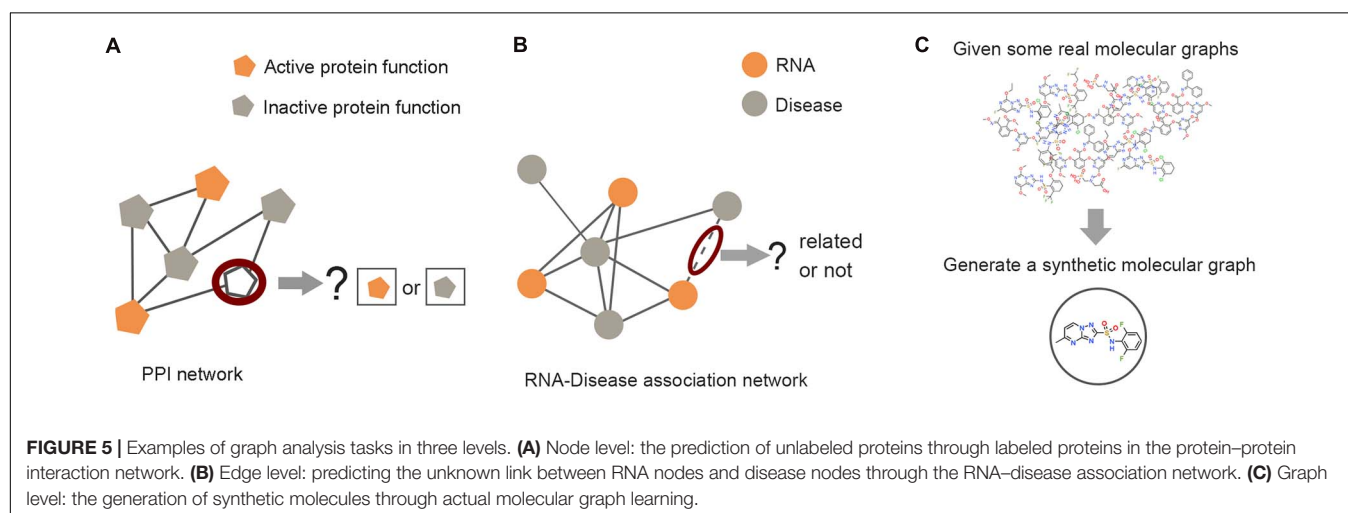 A
Active protein function
Inactive protein function
? or
PPI network
B
RNA
Disease
? related
or not
RNA-Disease association network
C
Given some real molecular graphs
Generate a synthetic molecular graph
N
N
N
N
S
O
O
N
H
F
F
FIGURE 5 | Examples of graph analysis tasks in three levels. (A) Node level: the prediction of unlabeled proteins through labeled proteins in the protein–protein
interaction network. (B) Edge level: predicting the unknown link between RNA nodes and disease nodes through the RNA–disease association network. (C) Graph
level: the generation of synthetic molecules through actual molecular graph learning.